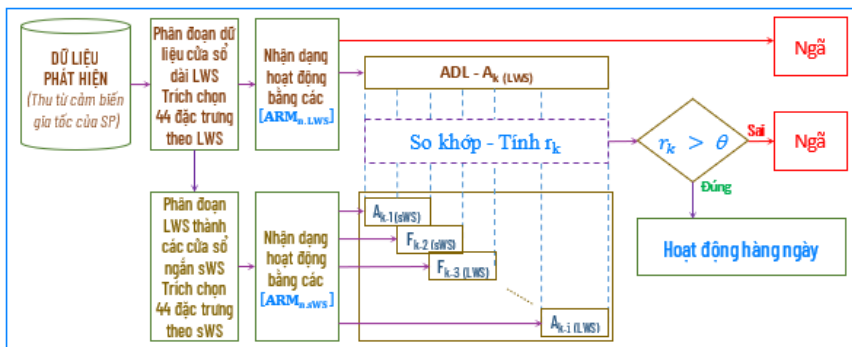 DỮ LIỆU
PHÁT HIỆN
(Thu từ cảm biến
gia tốc của SP)
Phân đoạn dữ
liệu cửa sổ
dài LWS
Trích chọn
44 đặc trưng
theo LWS
Nhận dạng
hoạt động
bằng các
[ARMn.LWS]
ADL - Ak (LWS)
Ngã
So khớp - Tính rk
rk > θ
Sai
Ngã
Đúng
Hoạt động hàng ngày
Phân đoạn
LWS thành
các cửa sổ
ngắn sWS
Trích chọn
44 đặc trưng
theo sWS
Nhận dạng
hoạt động
bằng các
[ARMn.sWS]
Ak-1(sWS)
Fk-2 (sWS)
Fk-3 (LWS)
Ak-i (LWS)